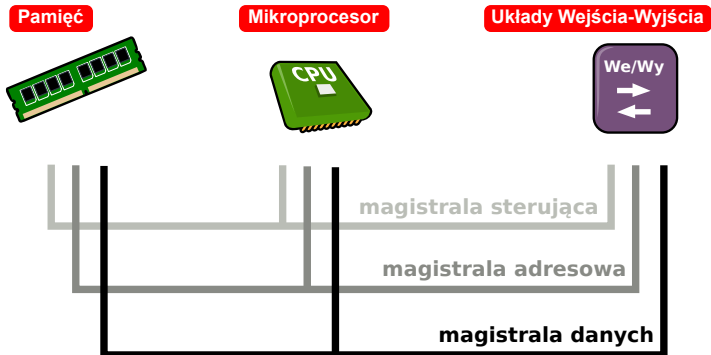 Pamięć
Mikroprocesor
Układy Wejścia-Wyjścia
CPU
We/Wy
magistrala sterująca
magistrala adresowa
magistrala danych